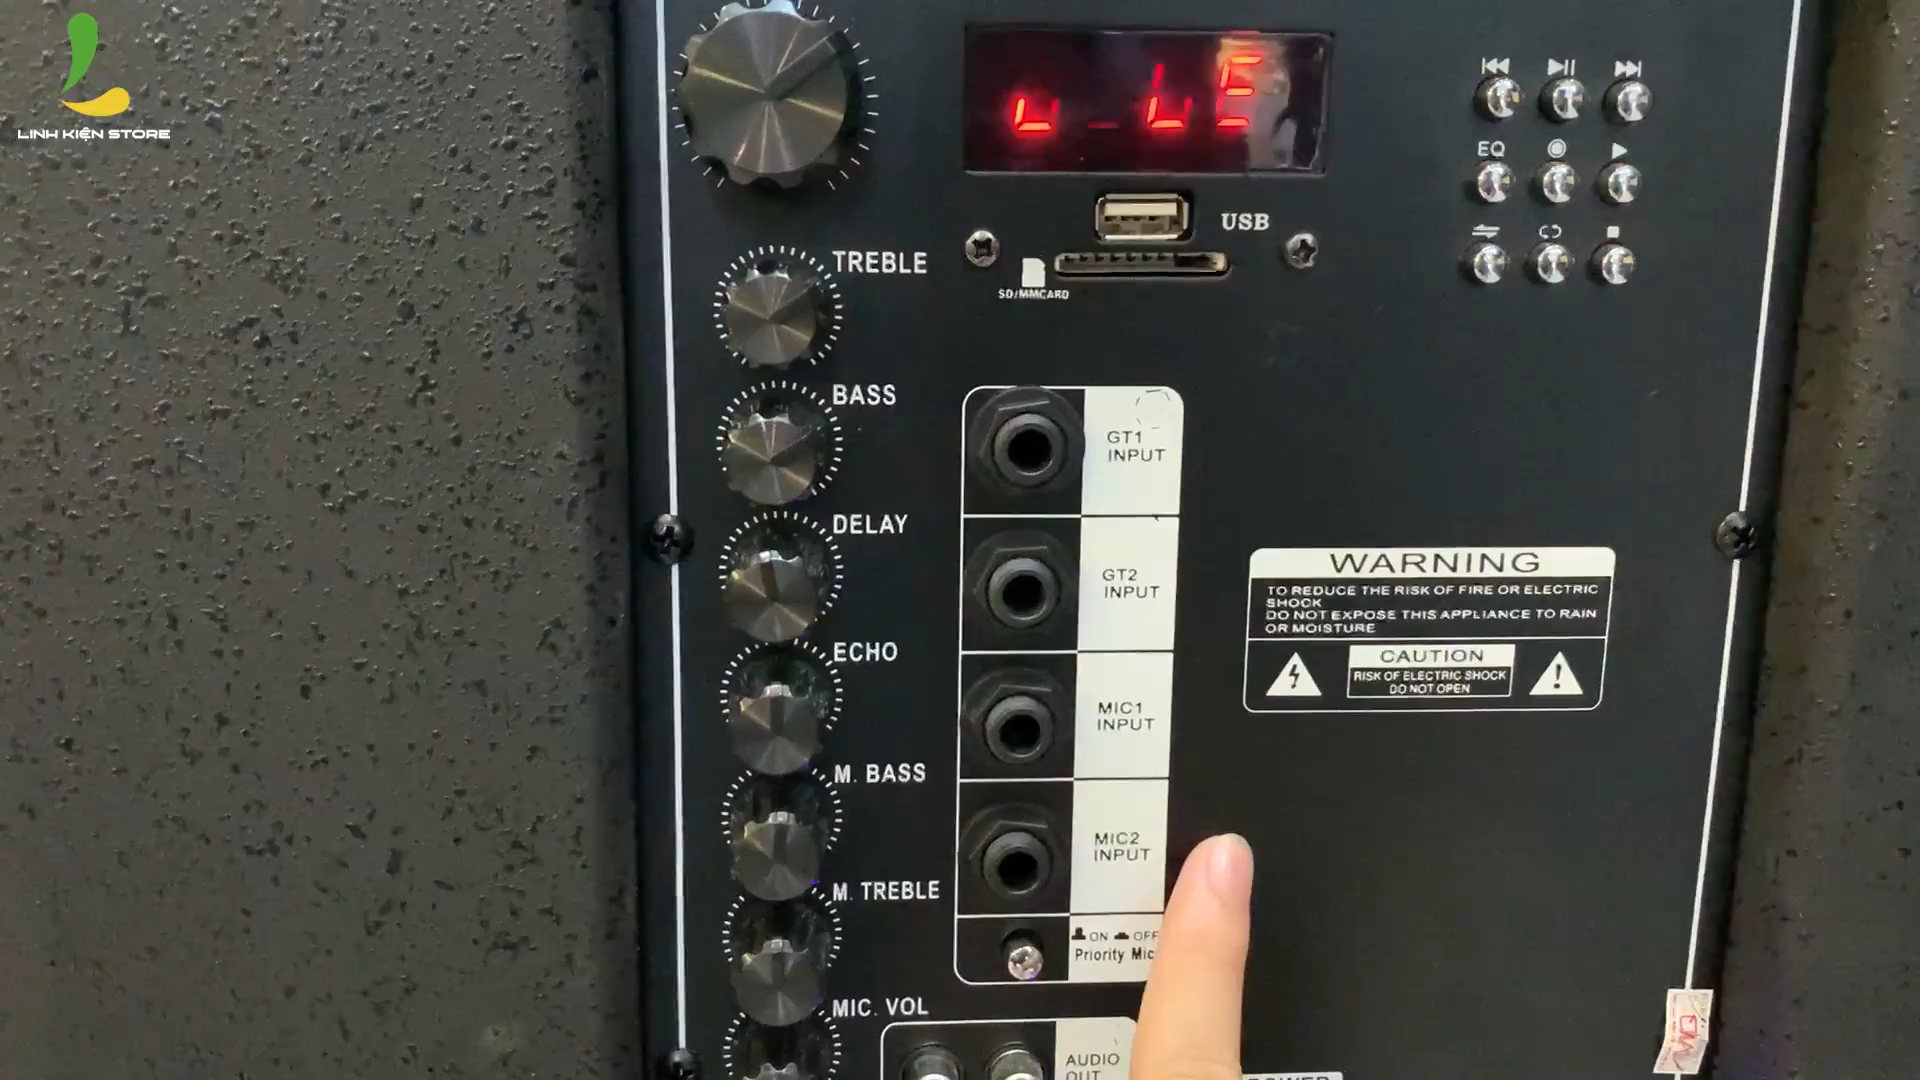 LINH KIỆN STORE
USB
SD/MMCARD
EQ
TREBLE
BASS
DELAY
ECHO
M. BASS
M. TREBLE
MIC. VOL
GT1
INPUT
GT2
INPUT
MIC1
INPUT
MIC2
INPUT
ON OFF
Priority Mic
AUDIO
OUT
WARNING
TO REDUCE THE RISK OF FIRE OR ELECTRIC
SHOCK
DO NOT EXPOSE THIS APPLIANCE TO RAIN
OR MOISTURE
CAUTION
RISK OF ELECTRIC SHOCK
DO NOT OPEN
POWER